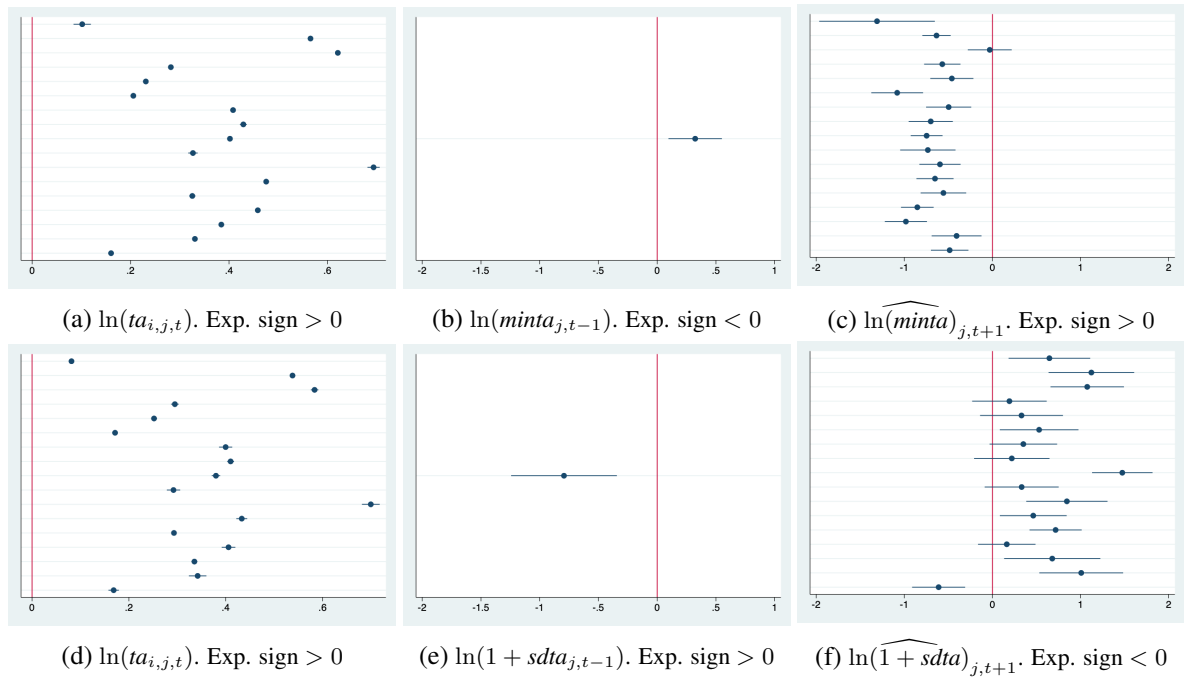 0 .2 .4 .6
-2 -1.5 -1 -.5 0 .5 1
-2 -1 0 1 2
(a) ln(ta_{i,j,t}). Exp. sign > 0
(b) ln(minta_{j,t−1}). Exp. sign < 0
(c) \widehat{ln(minta)}_{j,t+1}. Exp. sign > 0
0 .2 .4 .6
-2 -1.5 -1 -.5 0 .5 1
-2 -1 0 1 2
(d) ln(ta_{i,j,t}). Exp. sign > 0
(e) ln(1 + sdta_{j,t−1}). Exp. sign > 0
(f) \widehat{ln(1 + sdta)}_{j,t+1}. Exp. sign < 0